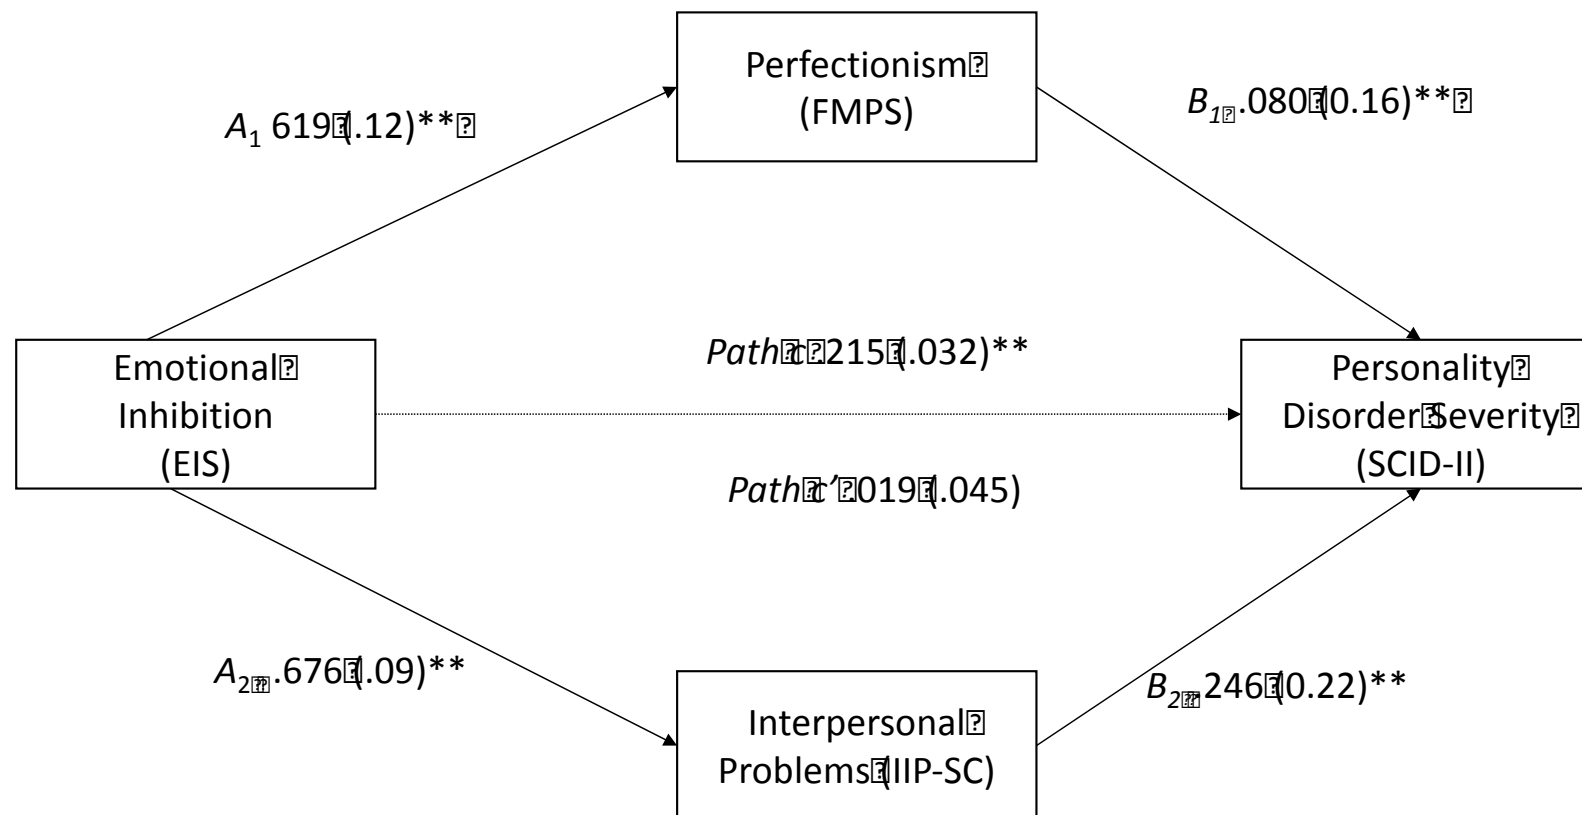 Perfectionism
(FMPS)
A1 619 (.12)**
B1 .080 (0.16)**
Path c .215 (.032)**
Emotional
Inhibition
(EIS)
Personality
Disorder Severity
(SCID-II)
Path c' .019 (.045)
A2 .676 (.09)**
B2 .246 (0.22)**
Interpersonal
Problems (IIP-SC)